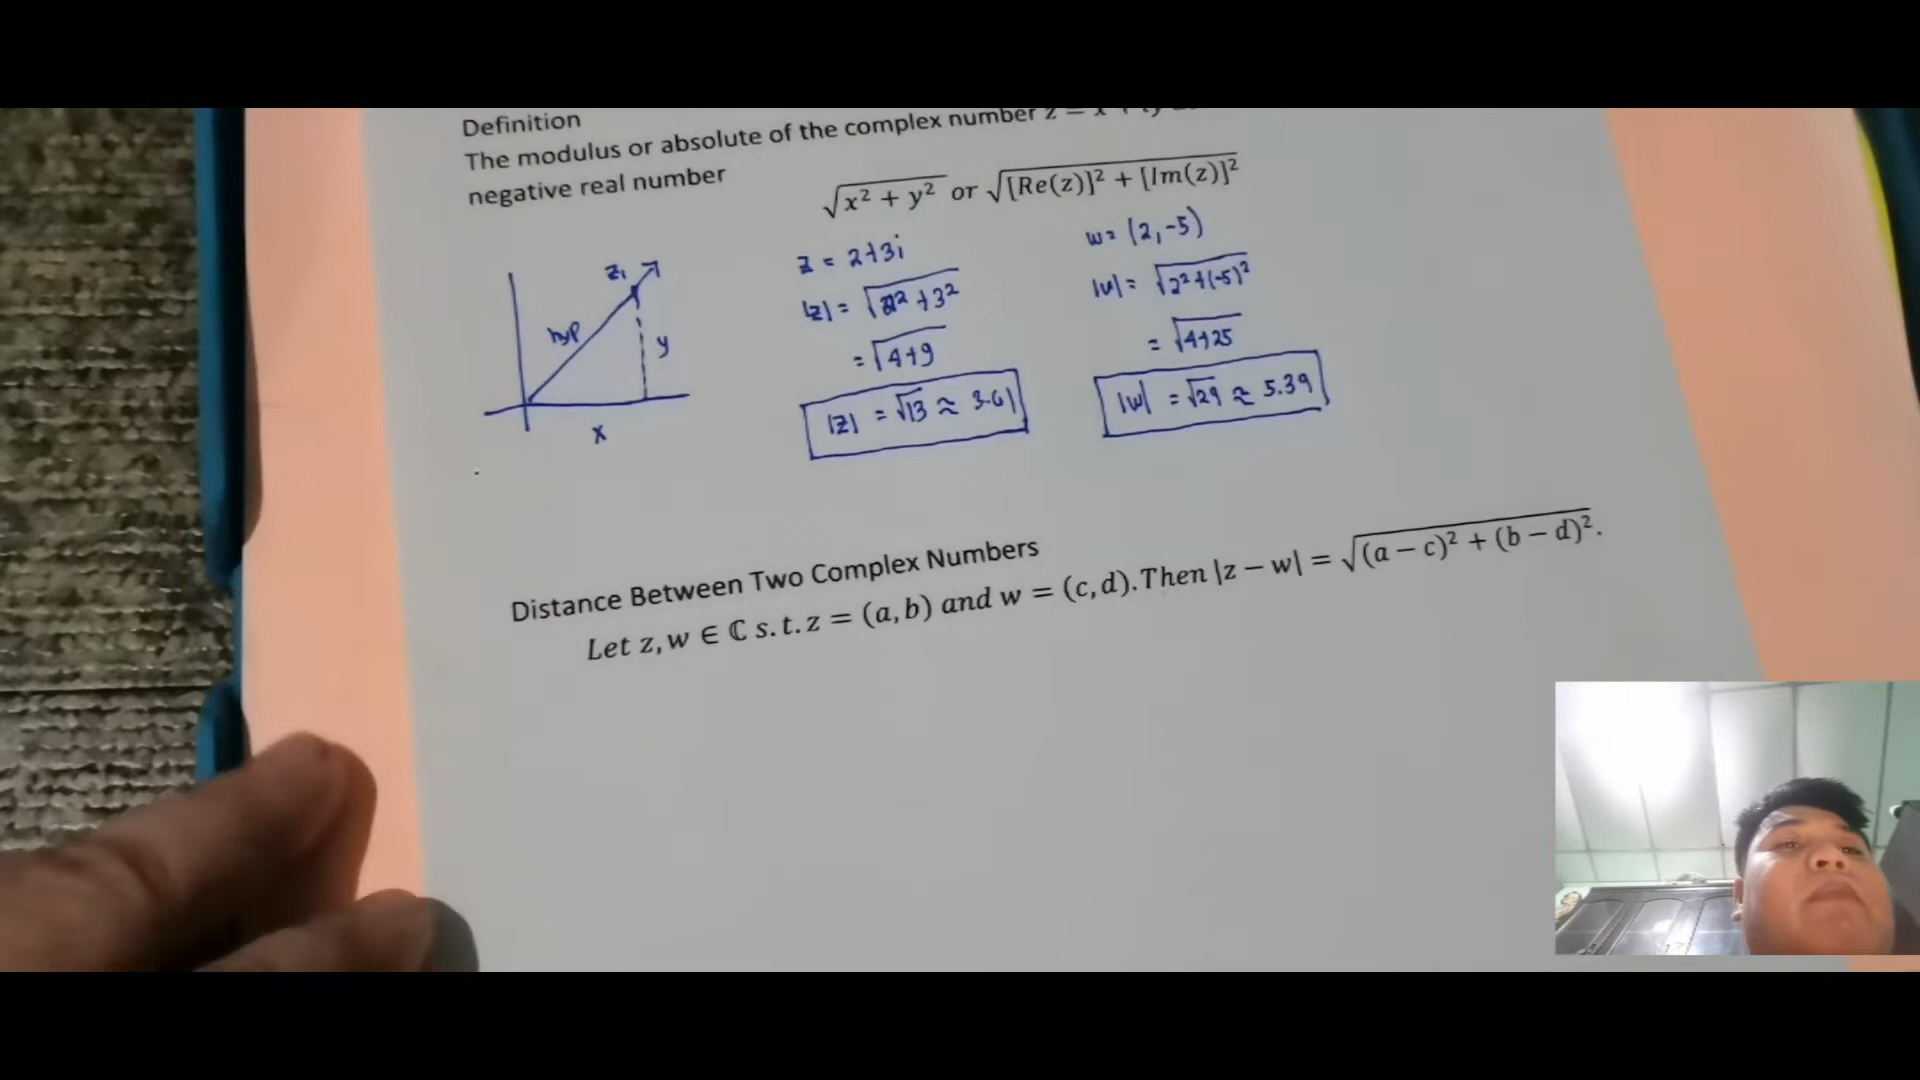 Definition
The modulus or absolute of the complex number z = x + iy
negative real number
√x² + y² or √[Re(z)]² + [Im(z)]²
z = 2+3i
|z| = √2² + 3²
= √4+9
|z| = √13 ≈ 3.61
w = (2, -5)
|w| = √2² + (-5)²
= √4+25
|w| = √29 ≈ 5.39
z₁
hyp
y
x
Distance Between Two Complex Numbers
Let z, w ∈ ℂ s.t. z = (a, b) and w = (c, d). Then |z − w| = √(a − c)² + (b − d)².